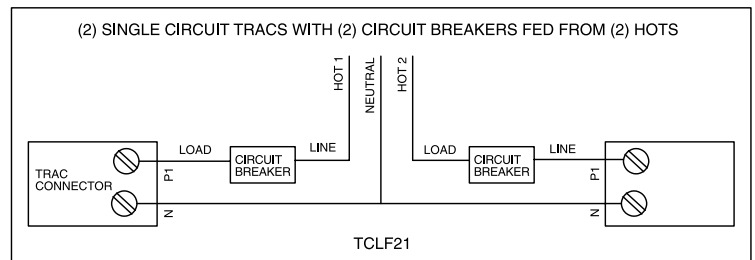 (2) SINGLE CIRCUIT TRACS WITH (2) CIRCUIT BREAKERS FED FROM (2) HOTS
HOT 1
NEUTRAL
HOT 2
LOAD
LINE
LOAD
LINE
TRAC
CONNECTOR
P1
CIRCUIT
BREAKER
CIRCUIT
BREAKER
P1
N
N
TCLF21